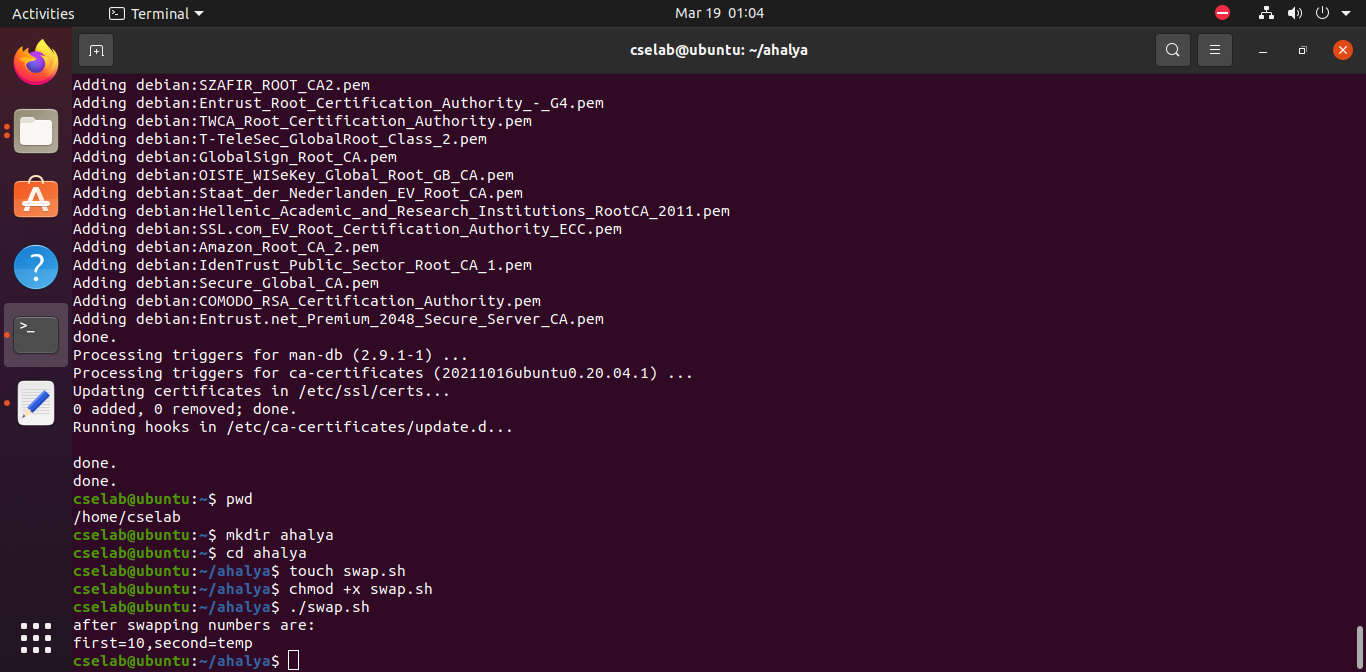 Activities
Terminal
Mar 19 01:04
cselab@ubuntu: ~/ahalya
Adding debian:SZAFIR_ROOT_CA2.pem
Adding debian:Entrust_Root_Certification_Authority_-_G4.pem
Adding debian:TWCA_Root_Certification_Authority.pem
Adding debian:T-TeleSec_GlobalRoot_Class_2.pem
Adding debian:GlobalSign_Root_CA.pem
Adding debian:OISTE_WISeKey_Global_Root_GB_CA.pem
Adding debian:Staat_der_Nederlanden_EV_Root_CA.pem
Adding debian:Hellenic_Academic_and_Research_Institutions_RootCA_2011.pem
Adding debian:SSL.com_EV_Root_Certification_Authority_ECC.pem
Adding debian:Amazon_Root_CA_2.pem
Adding debian:IdenTrust_Public_Sector_Root_CA_1.pem
Adding debian:Secure_Global_CA.pem
Adding debian:COMODO_RSA_Certification_Authority.pem
Adding debian:Entrust.net_Premium_2048_Secure_Server_CA.pem
done.
Processing triggers for man-db (2.9.1-1) ...
Processing triggers for ca-certificates (20211016ubuntu0.20.04.1) ...
Updating certificates in /etc/ssl/certs...
0 added, 0 removed; done.
Running hooks in /etc/ca-certificates/update.d...
done.
done.
cselab@ubuntu:~$ pwd
/home/cselab
cselab@ubuntu:~$ mkdir ahalya
cselab@ubuntu:~$ cd ahalya
cselab@ubuntu:~/ahalya$ touch swap.sh
cselab@ubuntu:~/ahalya$ chmod +x swap.sh
cselab@ubuntu:~/ahalya$ ./swap.sh
after swapping numbers are:
first=10,second=temp
cselab@ubuntu:~/ahalya$